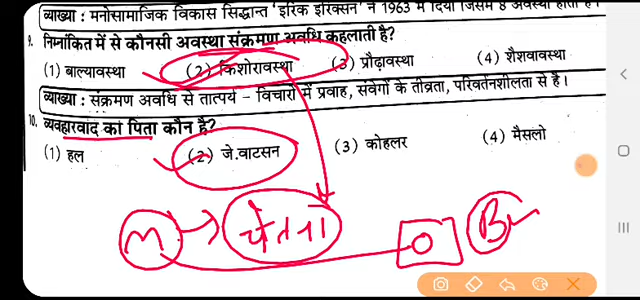 व्याख्या : मनोसामाजिक विकास सिद्धान्त 'इरिक इरिक्सन' ने 1963 में दिया जिसमें 8 अवस्था होती है
9. निम्नांकित में से कौनसी अवस्था संक्रमण अवधि कहलाती है?
(1) बाल्यावस्था (2) किशोरावस्था (3) प्रौढ़ावस्था (4) शैशवावस्था
व्याख्या : संक्रमण अवधि से तात्पर्य – विचारों में प्रवाह, संवेगों के तीव्रता, परिवर्तनशीलता से है।
10. व्यवहारवाद का पिता कौन है?
(1) हल (2) जे.वाटसन (3) कोहलर (4) मैसलो
M चेतना O B